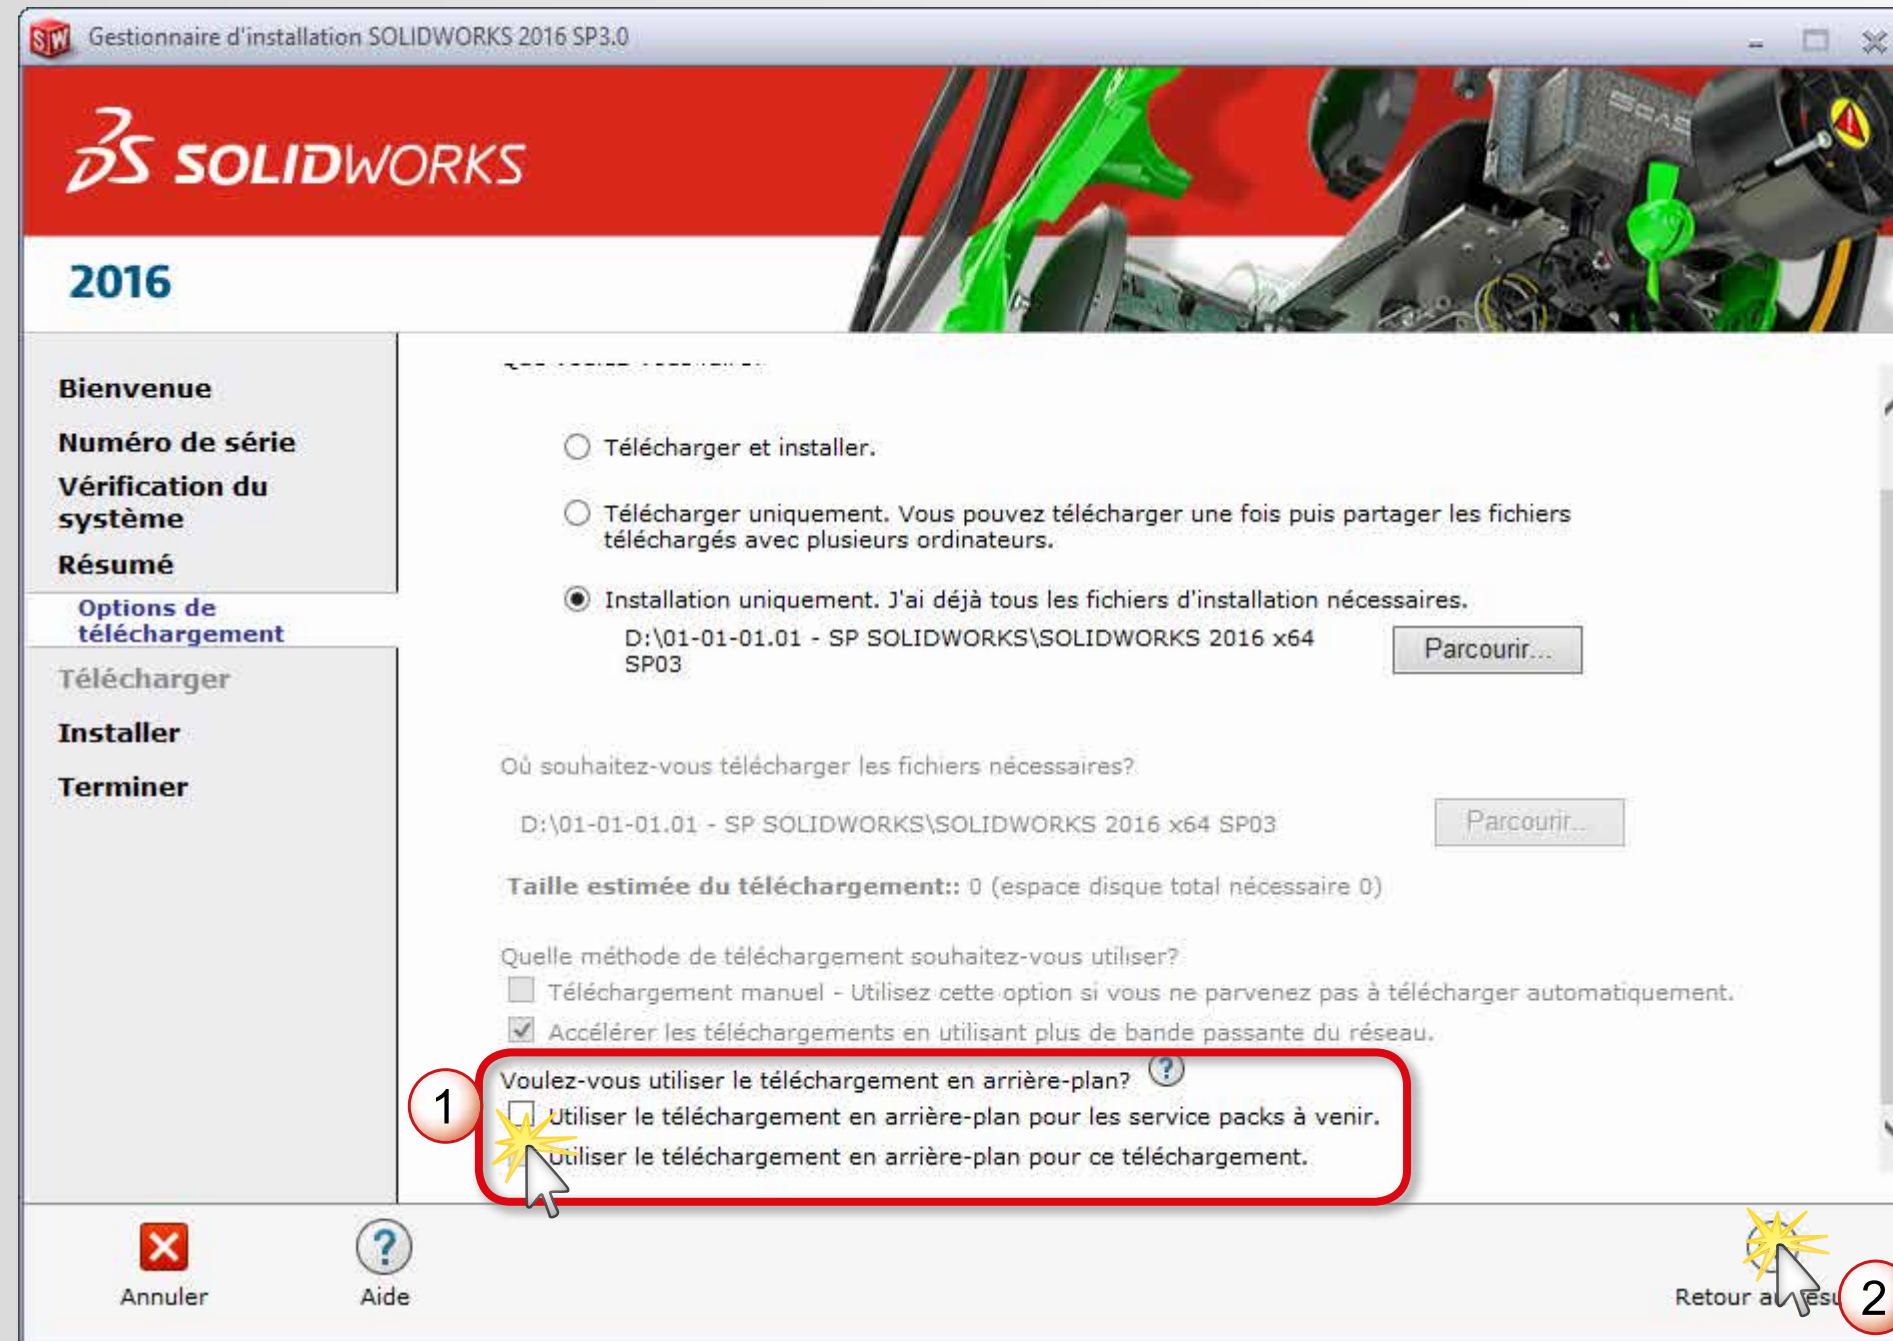 SW Gestionnaire d'installation SOLIDWORKS 2016 SP3.0
3S SOLIDWORKS
2016
Bienvenue
Numéro de série
Vérification du
système
Résumé
Options de
téléchargement
Télécharger
Installer
Terminer
Télécharger et installer.
Télécharger uniquement. Vous pouvez télécharger une fois puis partager les fichiers
téléchargés avec plusieurs ordinateurs.
Installation uniquement. J'ai déjà tous les fichiers d'installation nécessaires.
D:\01-01-01.01 - SP SOLIDWORKS\SOLIDWORKS 2016 x64
SP03
Parcourir...
Où souhaitez-vous télécharger les fichiers nécessaires?
D:\01-01-01.01 - SP SOLIDWORKS\SOLIDWORKS 2016 x64 SP03
Parcourir...
Taille estimée du téléchargement:: 0 (espace disque total nécessaire 0)
Quelle méthode de téléchargement souhaitez-vous utiliser?
Téléchargement manuel - Utilisez cette option si vous ne parvenez pas à télécharger automatiquement.
Accélérer les téléchargements en utilisant plus de bande passante du réseau.
1
Voulez-vous utiliser le téléchargement en arrière-plan? ?
Utiliser le téléchargement en arrière-plan pour les service packs à venir.
Utiliser le téléchargement en arrière-plan pour ce téléchargement.
Annuler
?
Aide
Retour au
2